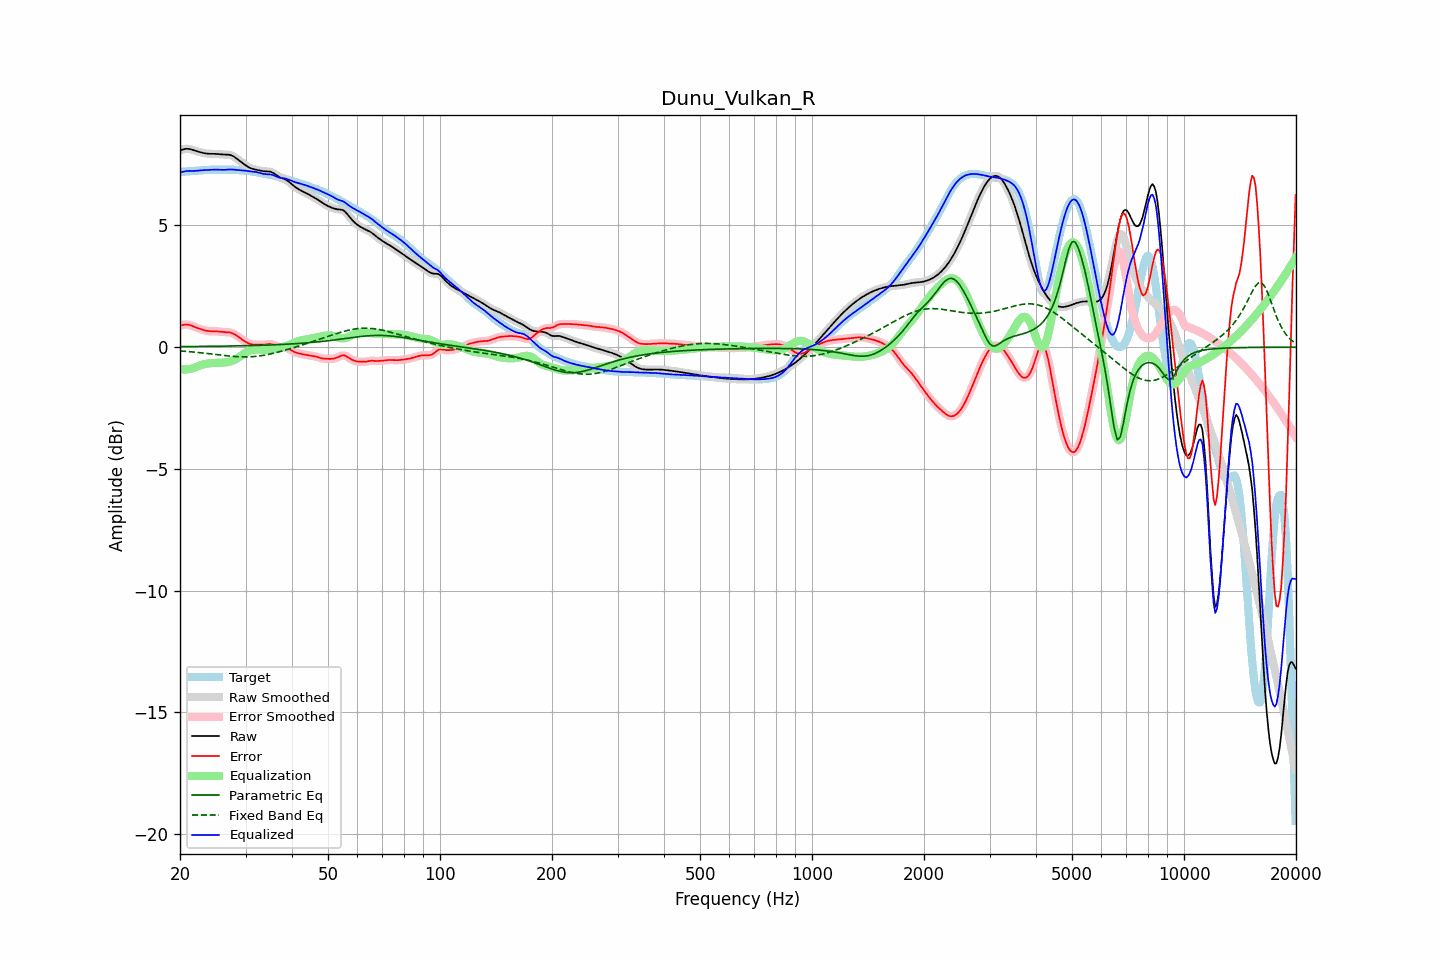 Dunu_Vulkan_R
Amplitude (dBr)
5
0
−5
−10
−15
−20
Target
Raw Smoothed
Error Smoothed
Raw
Error
Equalization
Parametric Eq
Fixed Band Eq
Equalized
20 50 100 200 500 1000 2000 5000 10000 20000
Frequency (Hz)